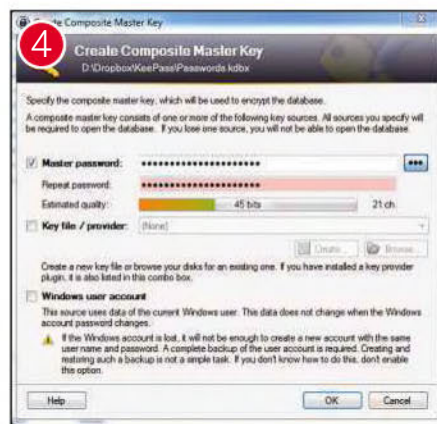 Create Composite Master Key
4
Create Composite Master Key
D:\Dropbox\KeePass\Passwords.kdbx
Specify the composite master key, which will be used to encrypt the database.
A composite master key consists of one or more of the following key sources. All sources you specify will
be required to open the database. If you lose one source, you will not be able to open the database.
Master password: •••••••••••••••••••••
Repeat password: •••••••••••••••••••••
Estimated quality: 45 bits 21 ch
Key file / provider: (None)
Create... Browse...
Create a new key file or browse your disks for an existing one. If you have installed a key provider
plugin, it is also listed in this combo box.
Windows user account
This source uses data of the current Windows user. This data does not change when the Windows
account password changes.
If the Windows account is lost, it will not be enough to create a new account with the same
user name and password. A complete backup of the user account is required. Creating and
restoring such a backup is not a simple task. If you don't know how to do this, don't enable
this option.
Help OK Cancel